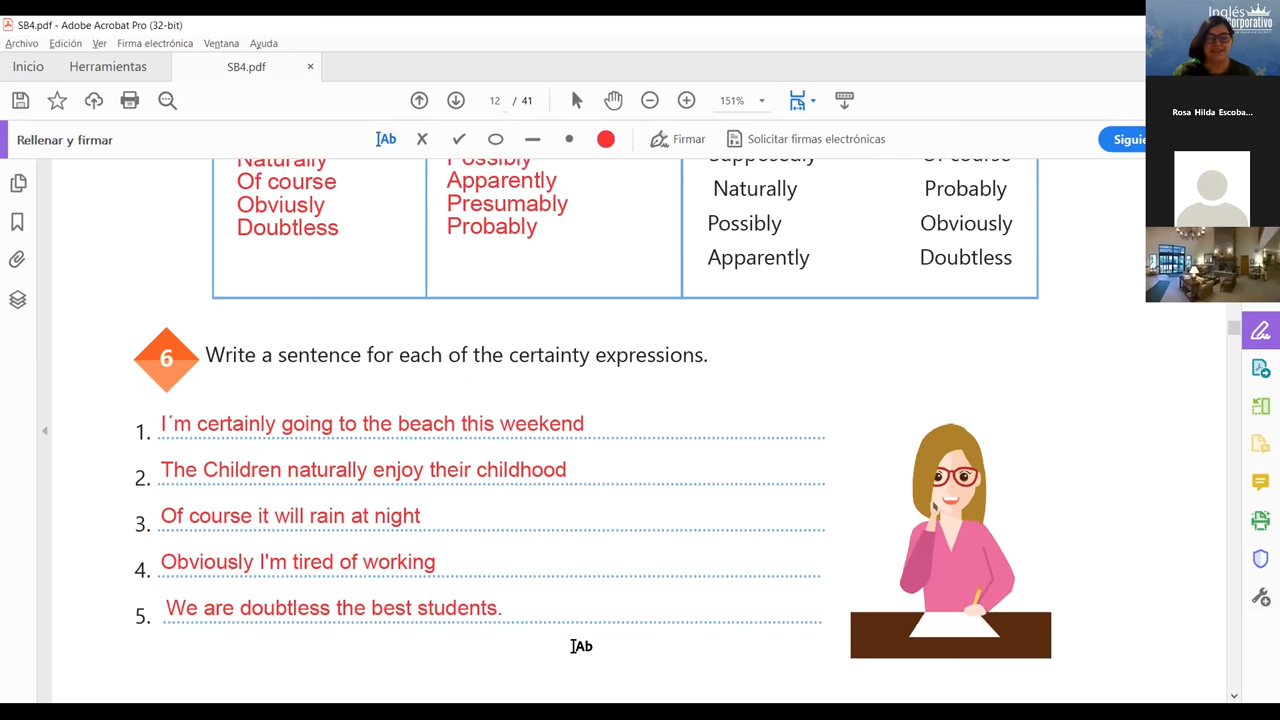 SB4.pdf - Adobe Acrobat Pro (32-bit)
Archivo Edición Ver Firma electrónica Ventana Ayuda
Inicio Herramientas SB4.pdf ×
12 / 41 151%
Rellenar y firmar Ab Firmar Solicitar firmas electrónicas Siguie
Inglés
Corporativo
Rosa Hilda Escoba...
Naturally Possibly Supposedly Of course
Of course Apparently Naturally Probably
Obviusly Presumably Possibly Obviously
Doubtless Probably
Apparently Doubtless
6 Write a sentence for each of the certainty expressions.
1. I´m certainly going to the beach this weekend
2. The Children naturally enjoy their childhood
3. Of course it will rain at night
4. Obviously I'm tired of working
5. We are doubtless the best students.
Ab